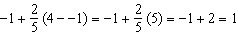 −1 + 2/5 (4 − −1) = −1 + 2/5 (5) = −1 + 2 = 1